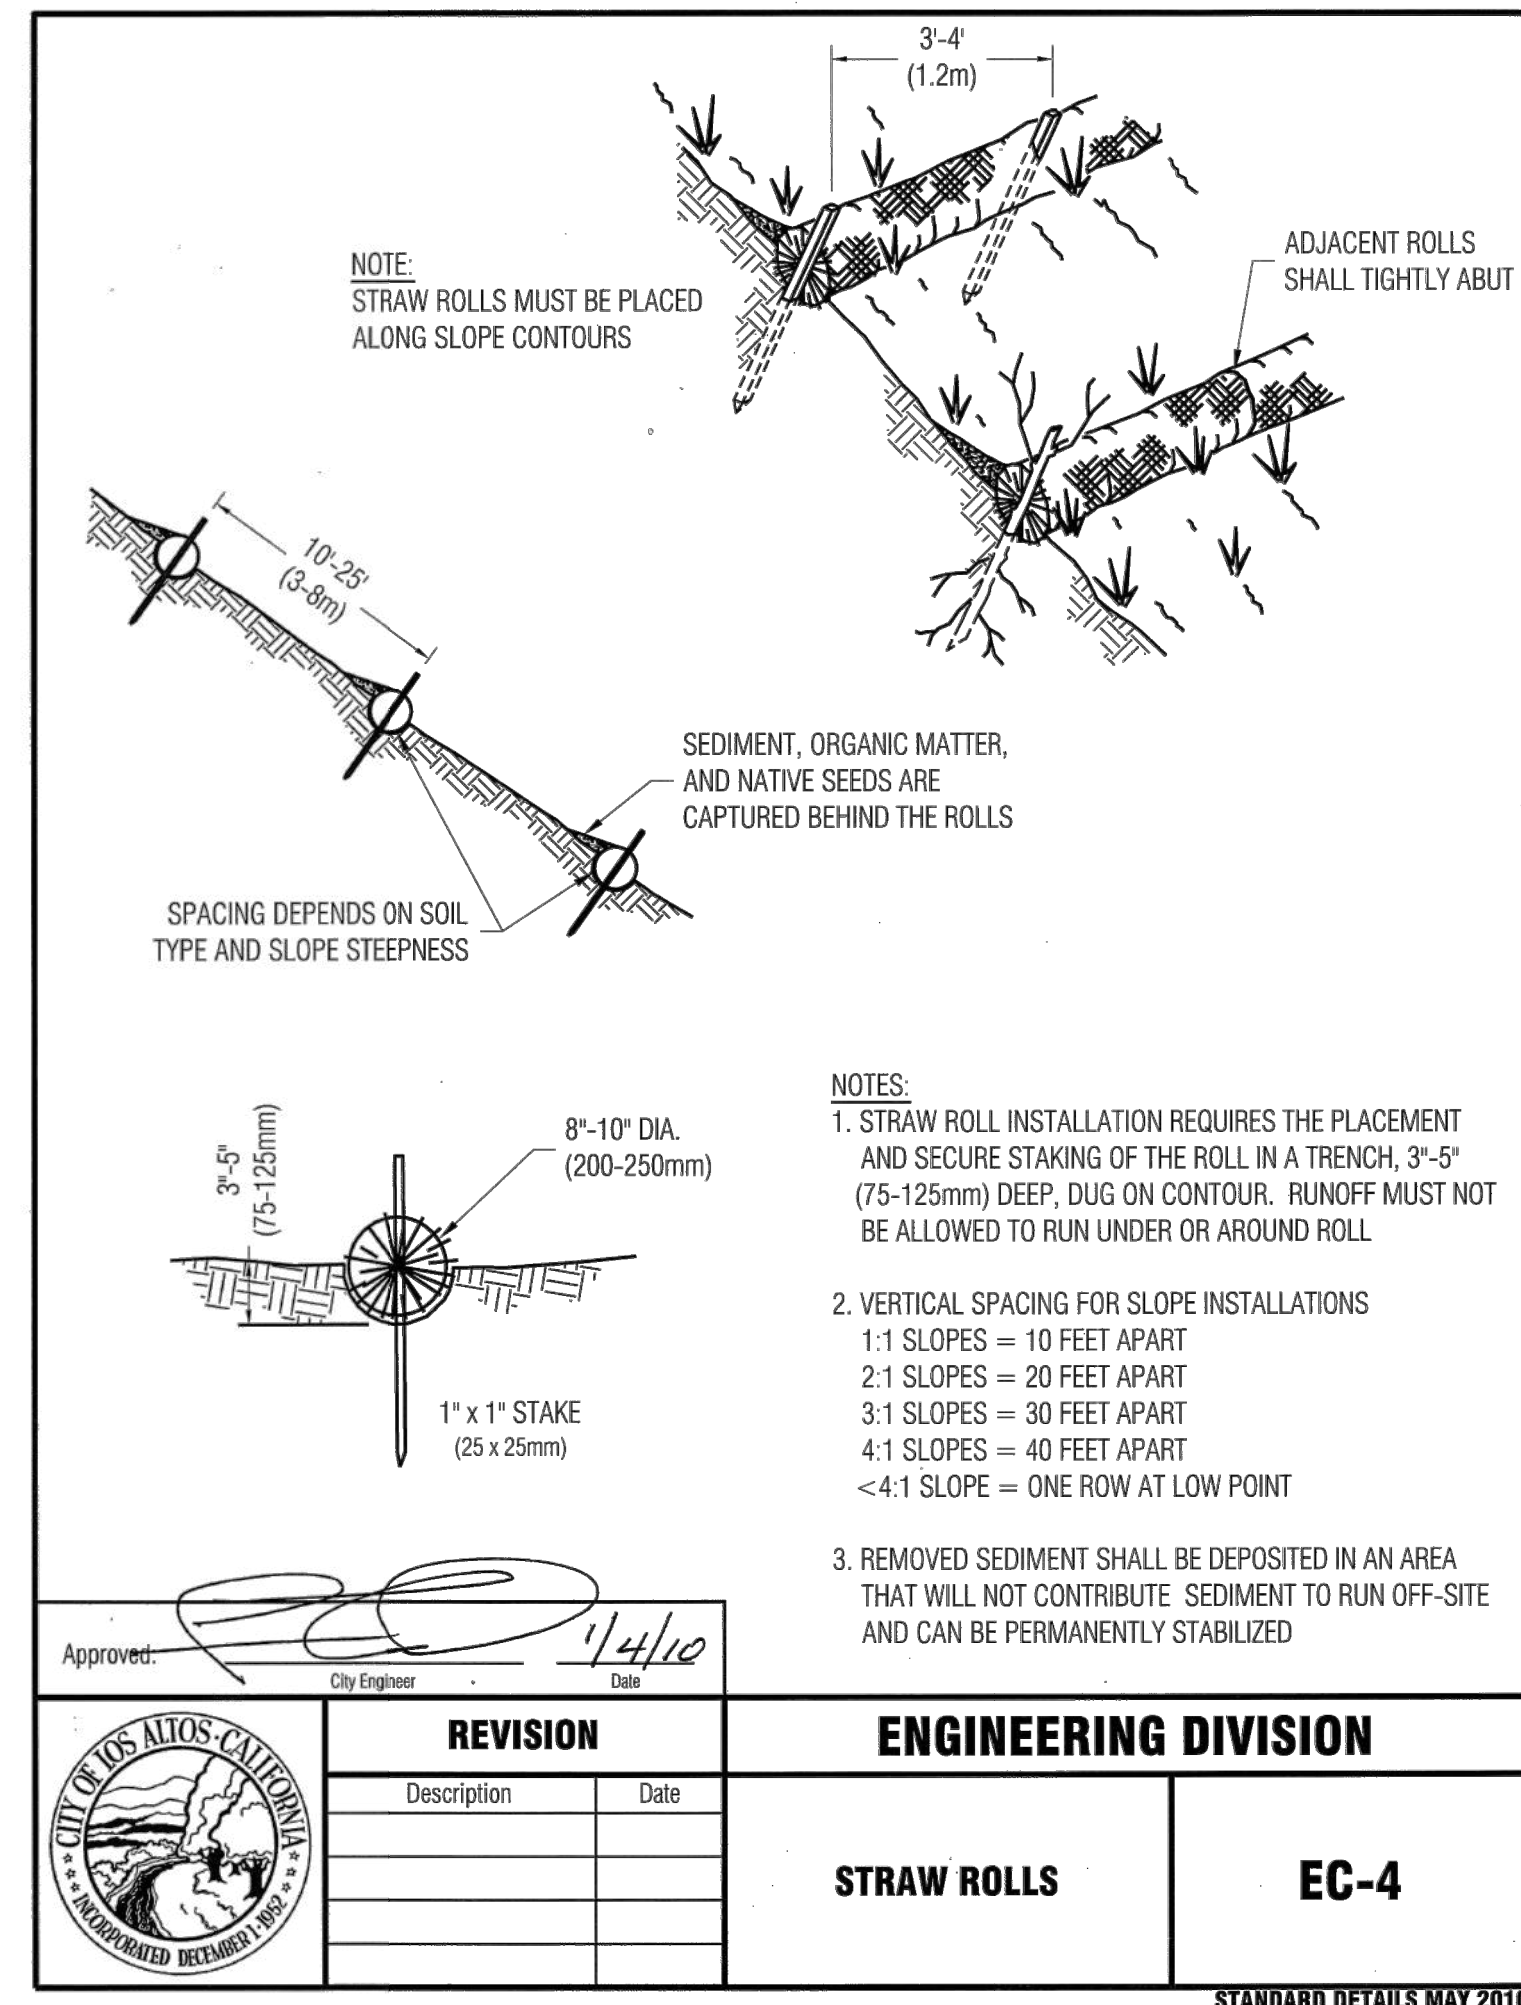 3'-4'
(1.2m)
NOTE:
STRAW ROLLS MUST BE PLACED
ALONG SLOPE CONTOURS
ADJACENT ROLLS
SHALL TIGHTLY ABUT
10'-25'
(3-8m)
SEDIMENT, ORGANIC MATTER,
AND NATIVE SEEDS ARE
CAPTURED BEHIND THE ROLLS
SPACING DEPENDS ON SOIL
TYPE AND SLOPE STEEPNESS
3"-5"
(75-125mm)
8"-10" DIA.
(200-250mm)
1" x 1" STAKE
(25 x 25mm)
NOTES:
1. STRAW ROLL INSTALLATION REQUIRES THE PLACEMENT
AND SECURE STAKING OF THE ROLL IN A TRENCH, 3"-5"
(75-125mm) DEEP, DUG ON CONTOUR. RUNOFF MUST NOT
BE ALLOWED TO RUN UNDER OR AROUND ROLL
2. VERTICAL SPACING FOR SLOPE INSTALLATIONS
1:1 SLOPES = 10 FEET APART
2:1 SLOPES = 20 FEET APART
3:1 SLOPES = 30 FEET APART
4:1 SLOPES = 40 FEET APART
<4:1 SLOPE = ONE ROW AT LOW POINT
3. REMOVED SEDIMENT SHALL BE DEPOSITED IN AN AREA
THAT WILL NOT CONTRIBUTE SEDIMENT TO RUN OFF-SITE
AND CAN BE PERMANENTLY STABILIZED
Approved:
1/4/10
City Engineer
Date
CITY OF LOS ALTOS · CALIFORNIA
INCORPORATED DECEMBER 1 · 1952
REVISION
Description
Date
ENGINEERING DIVISION
STRAW ROLLS
EC-4
STANDARD DETAILS MAY 201